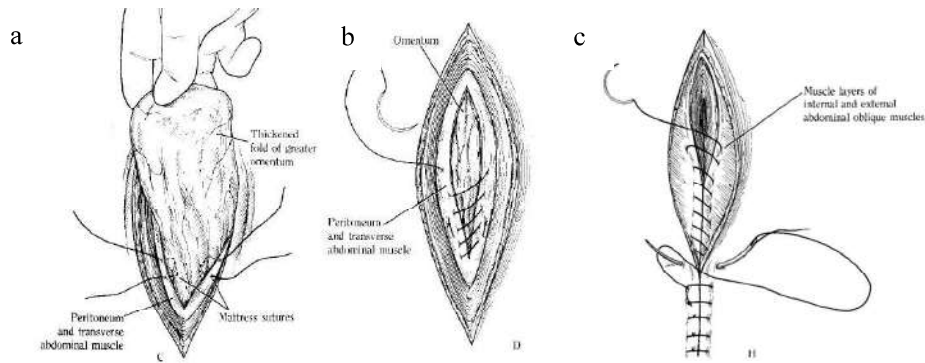 a
Thickened
fold of greater
omentum
Peritoneum
and transverse
abdominal muscle
Mattress sutures
C
b
Omentum
Peritoneum
and transverse
abdominal muscle
D
c
Muscle layers of
internal and external
abdominal oblique muscles
H